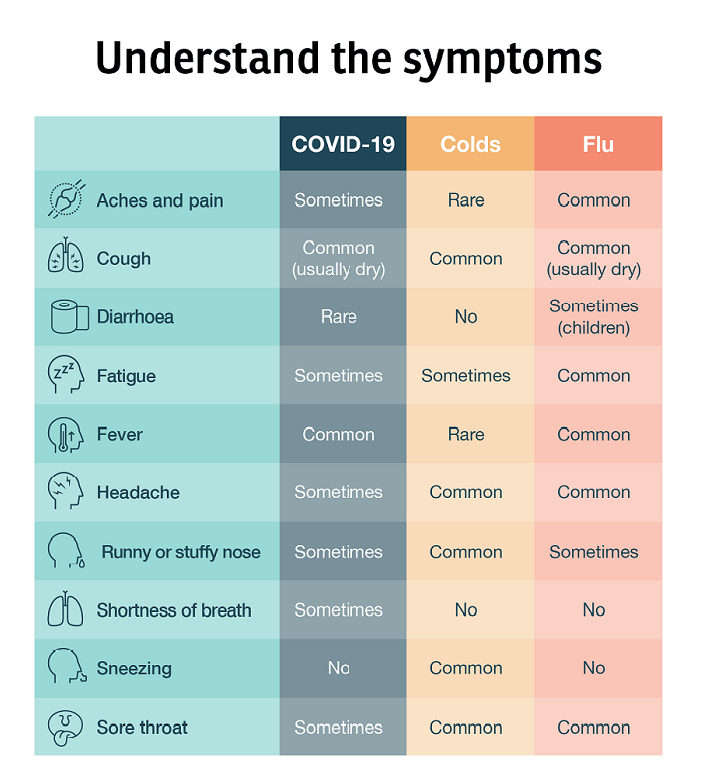 Understand the symptoms
COVID-19 Colds Flu
Aches and pain Sometimes Rare Common
Cough Common (usually dry) Common Common (usually dry)
Diarrhoea Rare No Sometimes (children)
zzz
Fatigue Sometimes Sometimes Common
Fever Common Rare Common
Headache Sometimes Common Common
Runny or stuffy nose Sometimes Common Sometimes
Shortness of breath Sometimes No No
Sneezing No Common No
Sore throat Sometimes Common Common